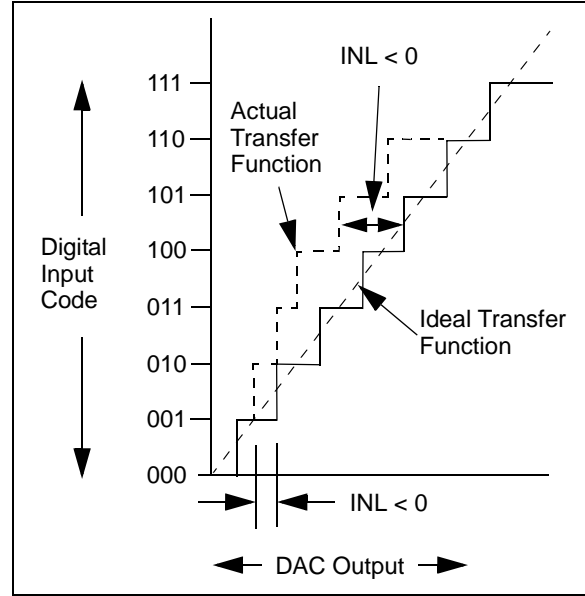 INL < 0
111
Actual
Transfer
Function
110
101
100
Digital
Input
Code
011
Ideal Transfer
Function
010
001
000
INL < 0
DAC Output